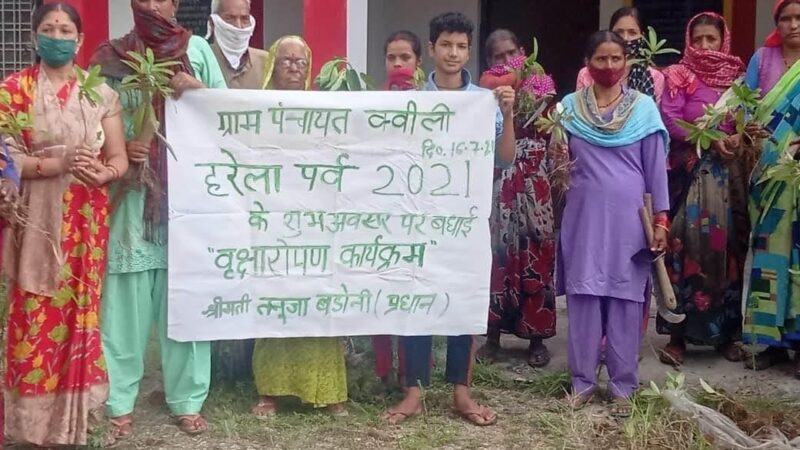 ग्राम पंचायत क्वीली
दि०. 16.7.21
हरेला पर्व 2021
के शुभअवसर पर बधाई
"वृक्षारोपण कार्यक्रम"
श्रीमती तनूजा बडोनी (प्रधान)